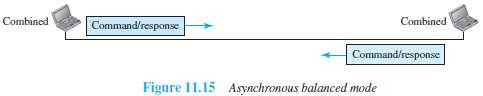 Combined
Command/response
Combined
Command/response
Figure 11.15 Asynchronous balanced mode